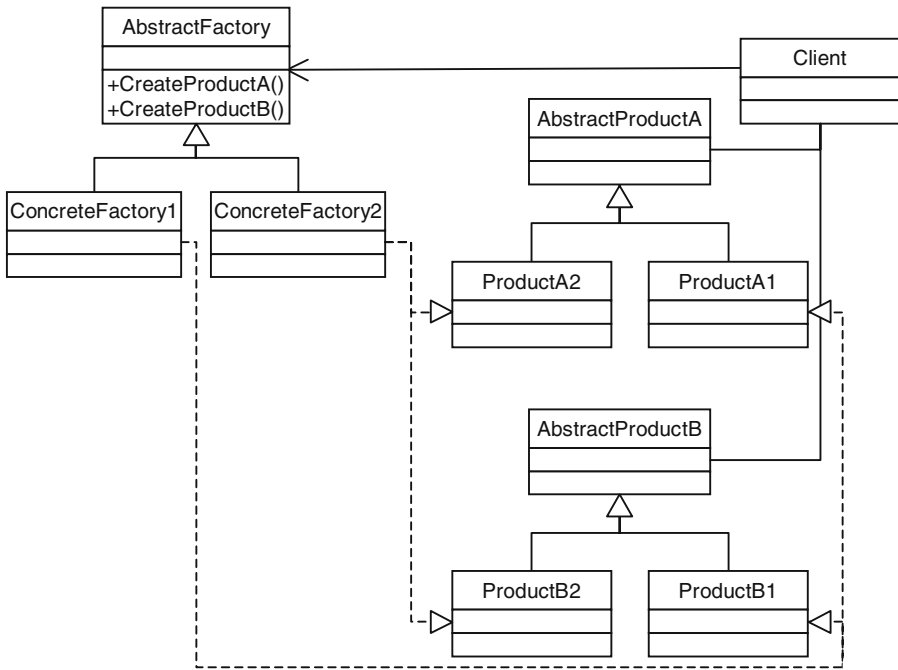 AbstractFactory
+CreateProductA()
+CreateProductB()
Client
AbstractProductA
ConcreteFactory1
ConcreteFactory2
ProductA2
ProductA1
AbstractProductB
ProductB2
ProductB1